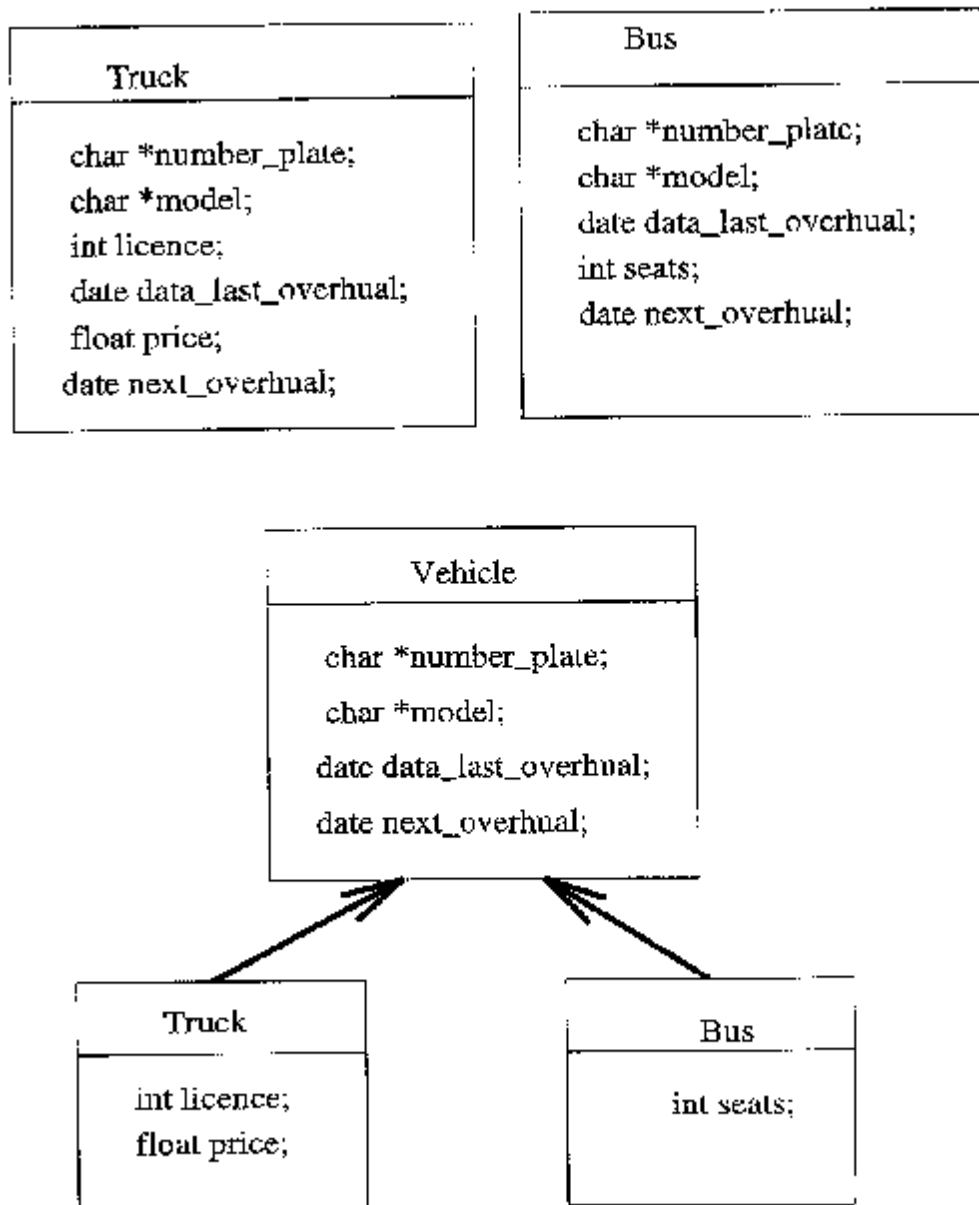 Truck
char *number_plate;
char *model;
int licence;
date data_last_overhual;
float price;
date next_overhual;
Bus
char *number_plate;
char *model;
date data_last_overhual;
int seats;
date next_overhual;
Vehicle
char *number_plate;
char *model;
date data_last_overhual;
date next_overhual;
Truck
int licence;
float price;
Bus
int seats;